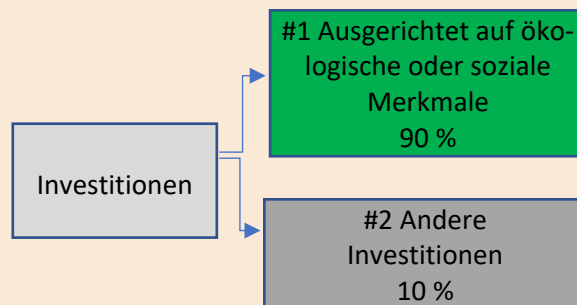 #1 Ausgerichtet auf öko-
logische oder soziale
Merkmale
90 %
Investitionen
#2 Andere
Investitionen
10 %